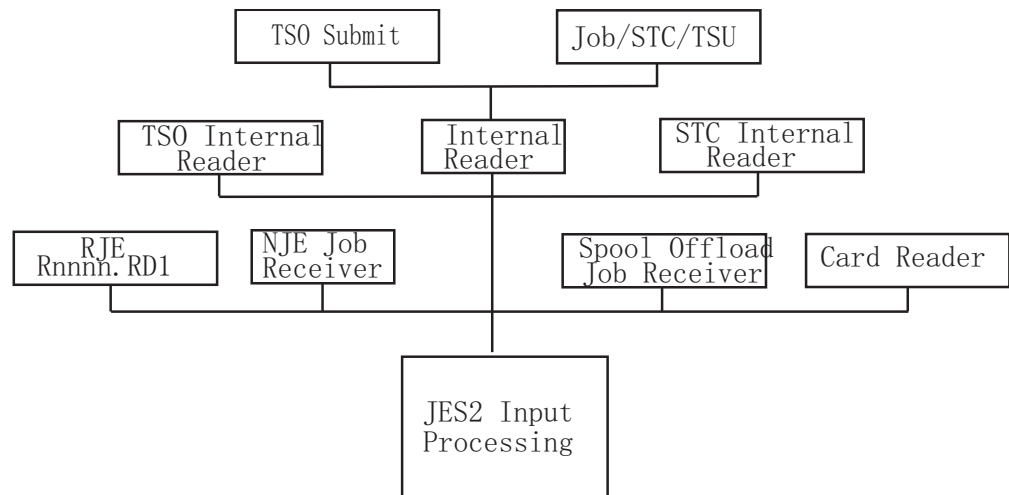 TSO Submit
Job/STC/TSU
TSO Internal
Reader
Internal
Reader
STC Internal
Reader
RJE
Rnnnn.RD1
NJE Job
Receiver
Spool Offload
Job Receiver
Card Reader
JES2 Input
Processing